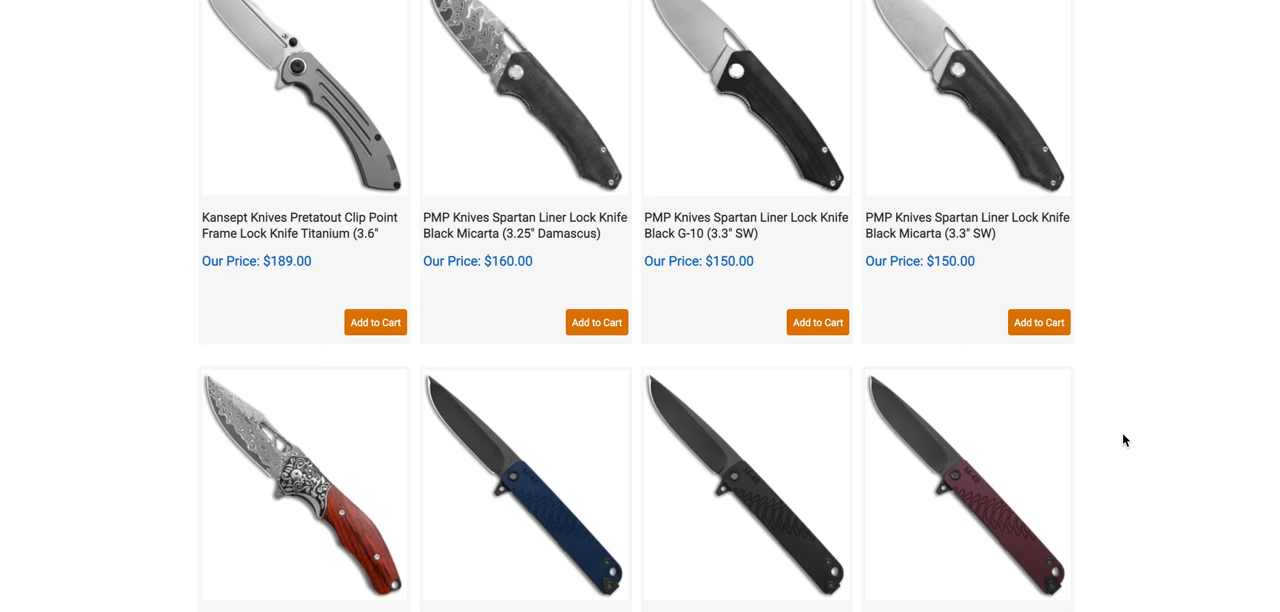 Kansept Knives Pretatout Clip Point
Frame Lock Knife Titanium (3.6"
Our Price: $189.00
Add to Cart
PMP Knives Spartan Liner Lock Knife
Black Micarta (3.25" Damascus)
Our Price: $160.00
Add to Cart
PMP Knives Spartan Liner Lock Knife
Black G-10 (3.3" SW)
Our Price: $150.00
Add to Cart
PMP Knives Spartan Liner Lock Knife
Black Micarta (3.3" SW)
Our Price: $150.00
Add to Cart